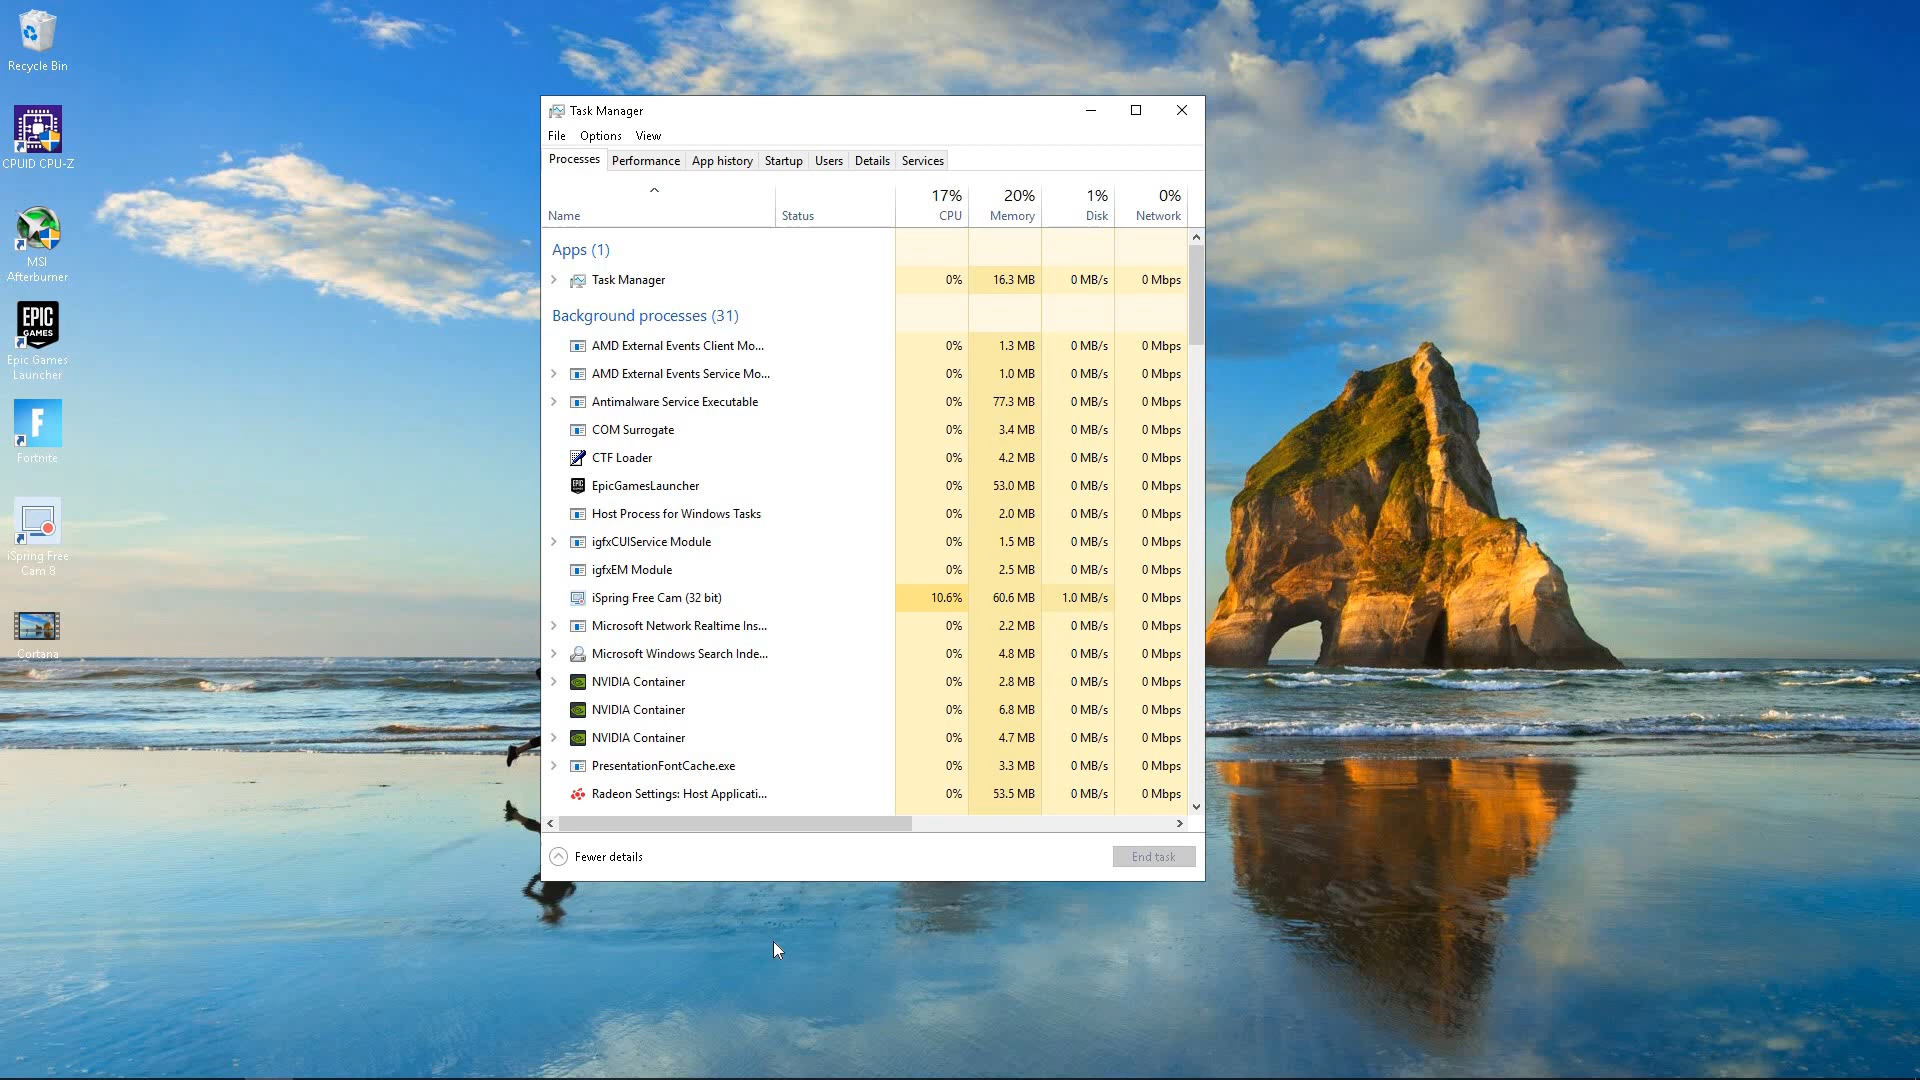 Recycle Bin
CPUID CPU-Z
MSI
Afterburner
EPIC
GAMES
Epic Games
Launcher
F
Fortnite
iSpring Free
Cam 8
Cortana
Task Manager
File Options View
Processes Performance App history Startup Users Details Services
17% 20% 1% 0%
Name Status CPU Memory Disk Network
Apps (1)
Task Manager 0% 16.3 MB 0 MB/s 0 Mbps
Background processes (31)
AMD External Events Client Mo... 0% 1.3 MB 0 MB/s 0 Mbps
AMD External Events Service Mo... 0% 1.0 MB 0 MB/s 0 Mbps
Antimalware Service Executable 0% 77.3 MB 0 MB/s 0 Mbps
COM Surrogate 0% 3.4 MB 0 MB/s 0 Mbps
CTF Loader 0% 4.2 MB 0 MB/s 0 Mbps
EpicGamesLauncher 0% 53.0 MB 0 MB/s 0 Mbps
Host Process for Windows Tasks 0% 2.0 MB 0 MB/s 0 Mbps
igfxCUIService Module 0% 1.5 MB 0 MB/s 0 Mbps
igfxEM Module 0% 2.5 MB 0 MB/s 0 Mbps
iSpring Free Cam (32 bit) 10.6% 60.6 MB 1.0 MB/s 0 Mbps
Microsoft Network Realtime Ins... 0% 2.2 MB 0 MB/s 0 Mbps
Microsoft Windows Search Inde... 0% 4.8 MB 0 MB/s 0 Mbps
NVIDIA Container 0% 2.8 MB 0 MB/s 0 Mbps
NVIDIA Container 0% 6.8 MB 0 MB/s 0 Mbps
NVIDIA Container 0% 4.7 MB 0 MB/s 0 Mbps
PresentationFontCache.exe 0% 3.3 MB 0 MB/s 0 Mbps
Radeon Settings: Host Applicati... 0% 53.5 MB 0 MB/s 0 Mbps
Fewer details End task